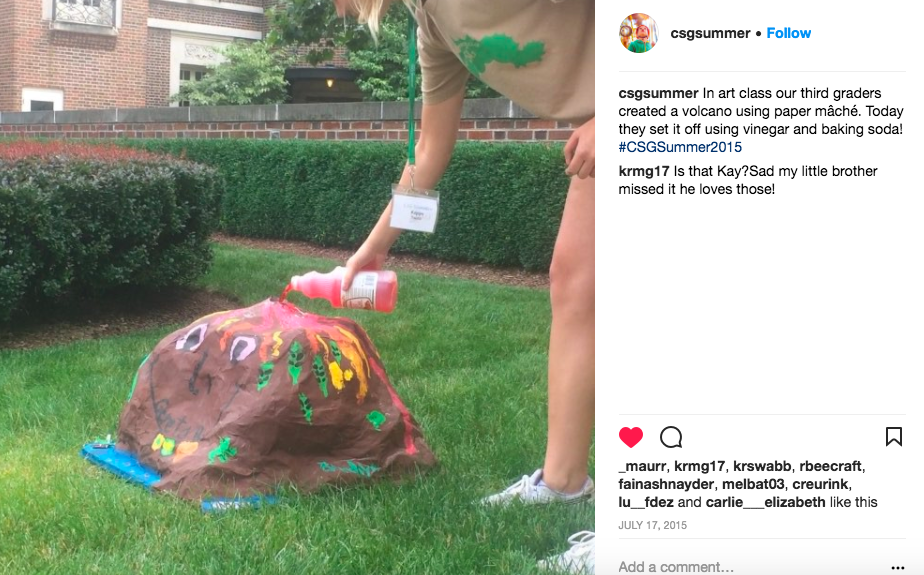 csgsummer • Follow
csgsummer In art class our third graders
created a volcano using paper mâché. Today
they set it off using vinegar and baking soda!
#CSGSummer2015
krmg17 Is that Kay?Sad my little brother
missed it he loves those!
_maurr, krmg17, krswabb, rbeecraft,
fainashnayder, melbat03, creurink,
lu__fdez and carlie___elizabeth like this
JULY 17, 2015
Add a comment...